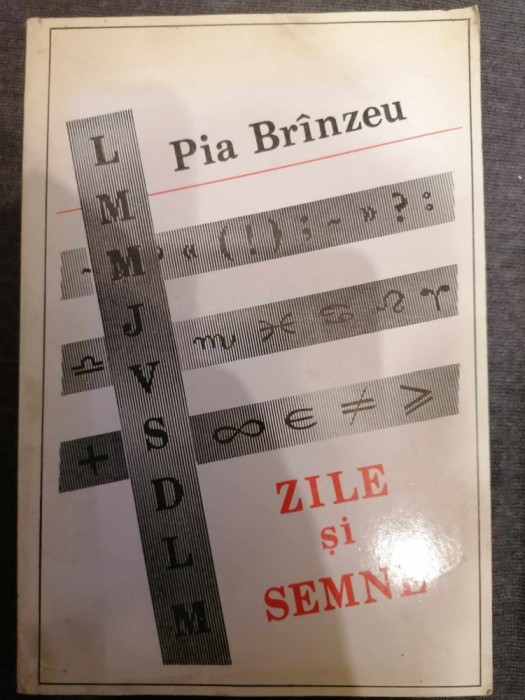 Pia Brînzeu
L
M
M
J
V
S
D
L
M
« ( ! ) ; ~ » ? :
♎ ♏ ♓ ♋ ♌ ♈
+ ∞ ∈ ≠ ⩾
ZILE
și
SEMNE